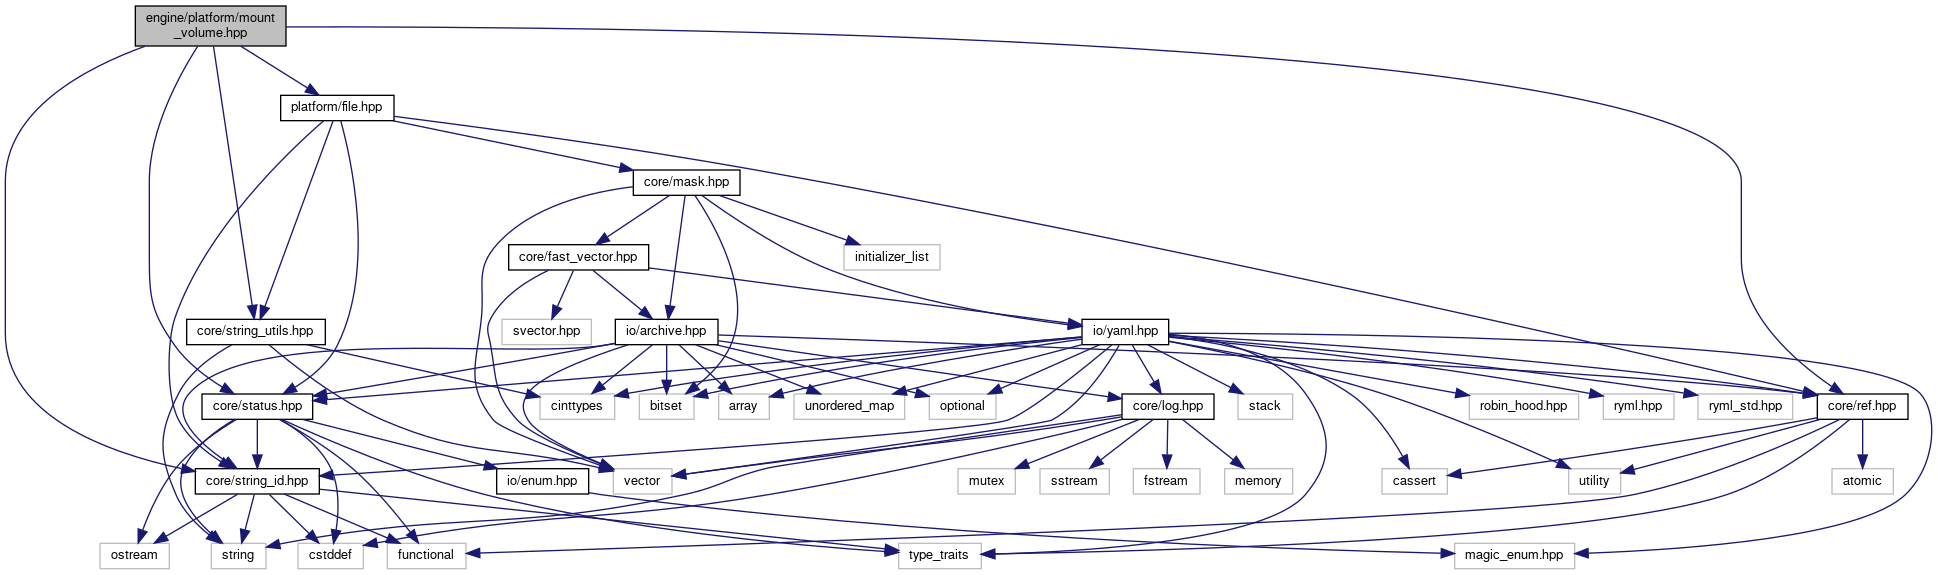 engine/platform/mount
_volume.hpp
platform/file.hpp
core/mask.hpp
core/fast_vector.hpp
initializer_list
core/string_utils.hpp
svector.hpp
io/archive.hpp
io/yaml.hpp
core/status.hpp
cinttypes
bitset
array
unordered_map
optional
core/log.hpp
stack
robin_hood.hpp
ryml.hpp
ryml_std.hpp
core/ref.hpp
core/string_id.hpp
io/enum.hpp
vector
mutex
sstream
fstream
memory
cassert
utility
atomic
ostream
string
cstddef
functional
type_traits
magic_enum.hpp